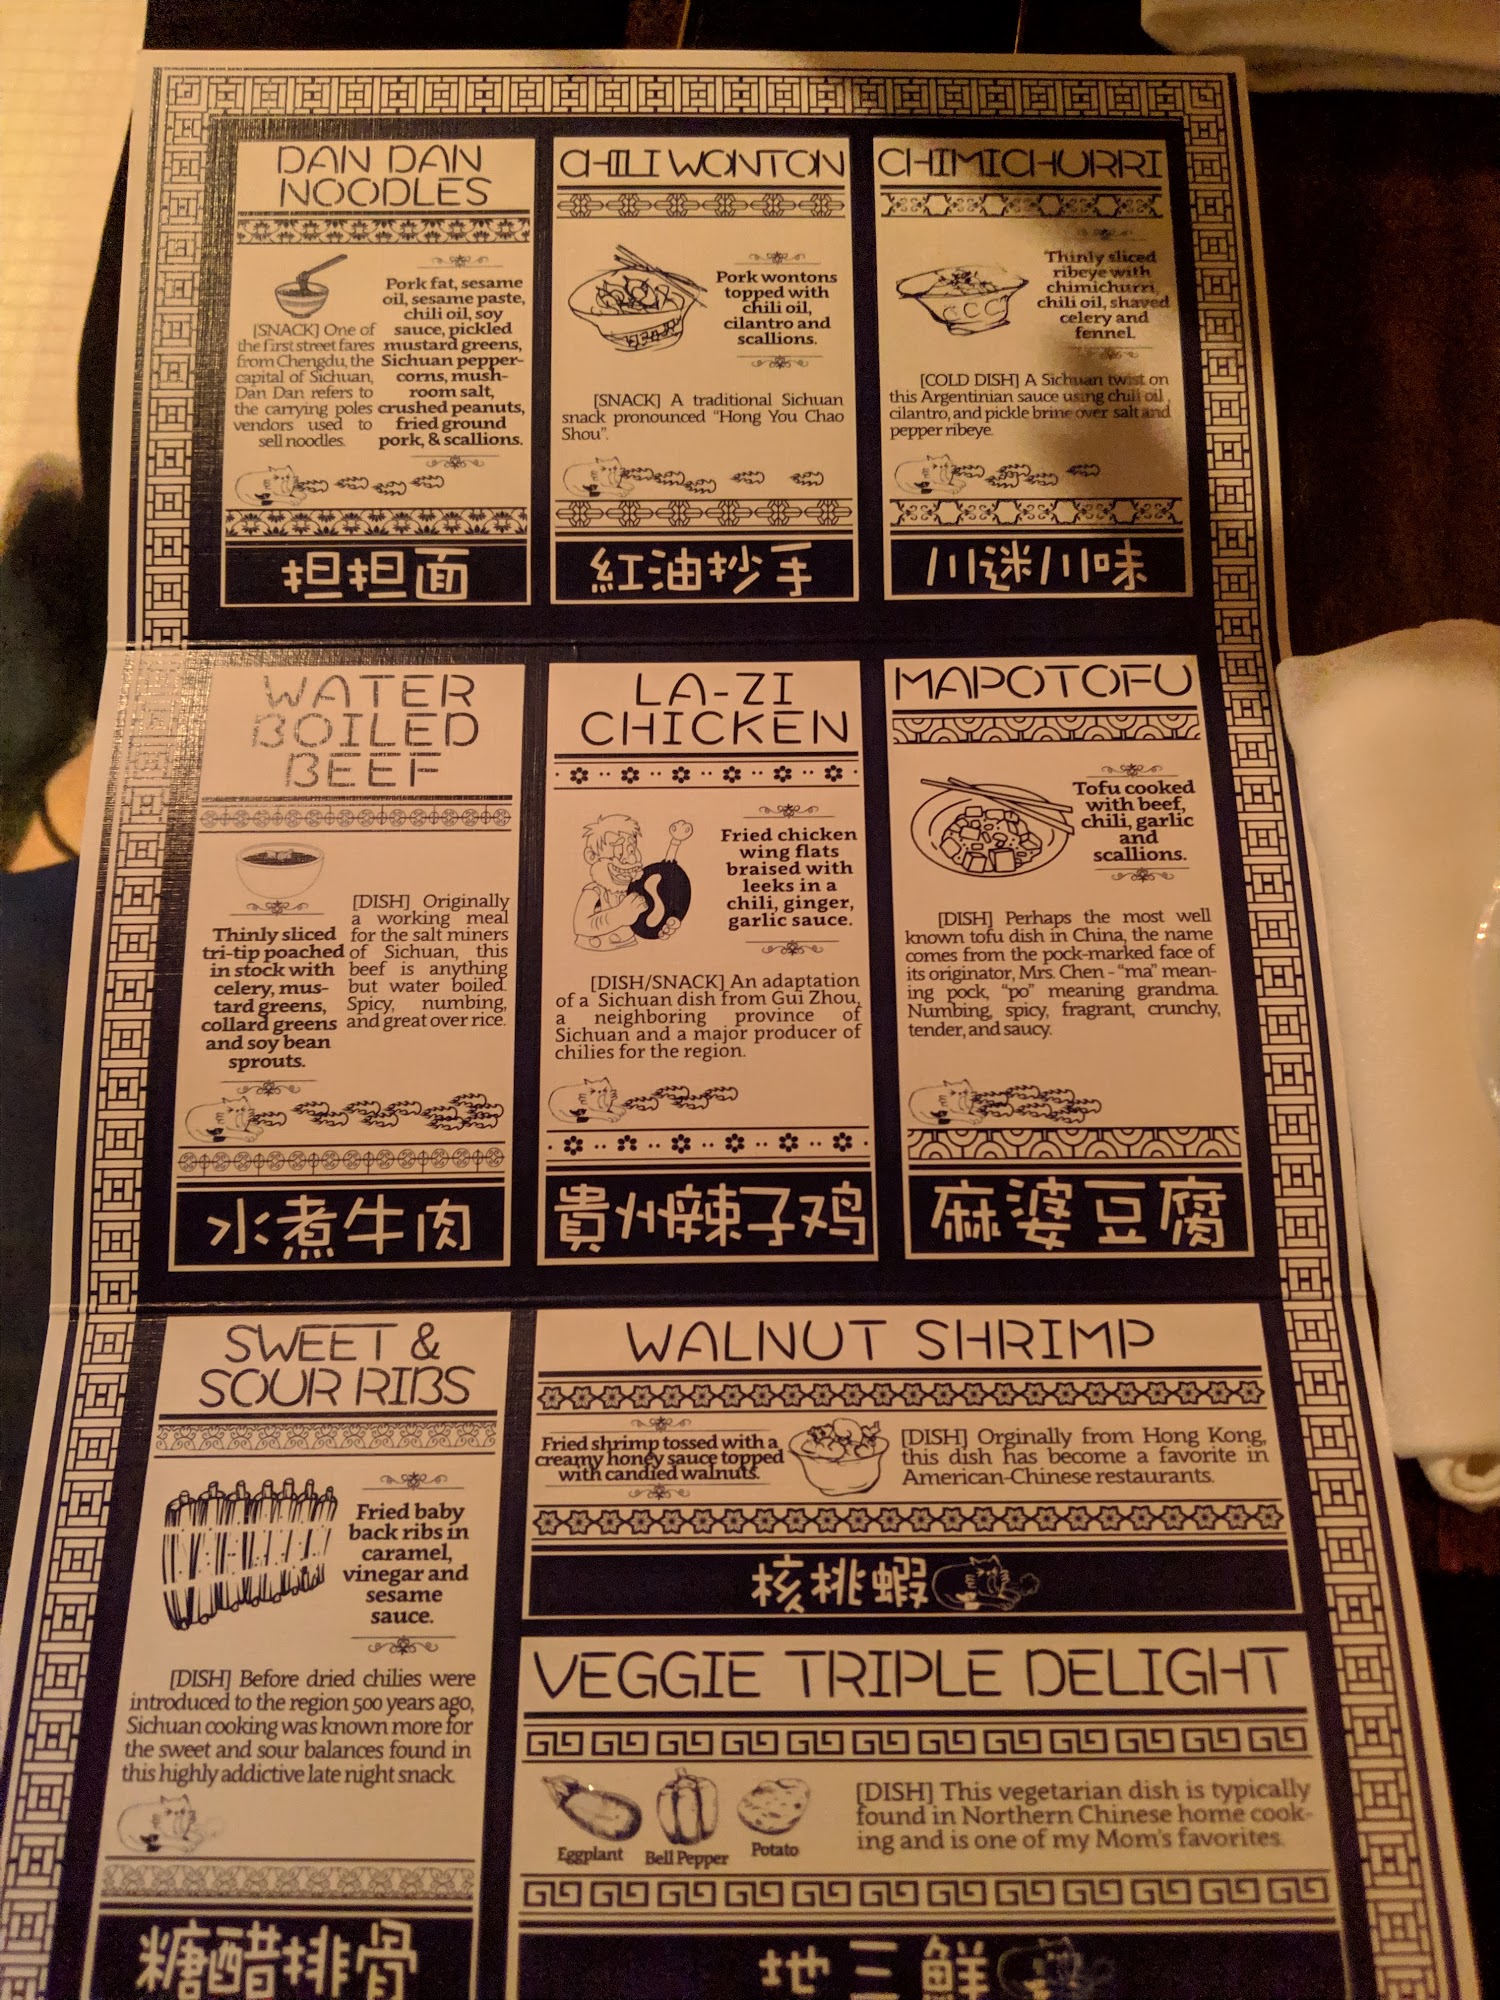 DAN DAN
NOODLES
Pork fat, sesame
oil, sesame paste,
chili oil, soy
sauce, pickled
mustard greens,
Sichuan pepper-
corns, mush-
room salt,
crushed peanuts,
fried ground
pork, & scallions.
[SNACK] One of
the first street fares
from Chengdu, the
capital of Sichuan,
Dan Dan refers to
the carrying poles
vendors used to
sell noodles.
担担面
CHILI WONTON
Pork wontons
topped with
chili oil,
cilantro and
scallions.
[SNACK] A traditional Sichuan
snack pronounced "Hong You Chao
Shou".
紅油抄手
CHIMICHURRI
Thinly sliced
ribeye with
chimichurri,
chili oil, shaved
celery and
fennel.
[COLD DISH] A Sichuan twist on
this Argentinian sauce using chili oil,
cilantro, and pickle brine over salt and
pepper ribeye.
川迷川味
WATER
BOILED
BEEF
Thinly sliced
tri-tip poached
in stock with
celery, mus-
tard greens,
collard greens
and soy bean
sprouts.
[DISH] Originally
a working meal
for the salt miners
of Sichuan, this
beef is anything
but water boiled.
Spicy, numbing,
and great over rice.
水煮牛肉
LA-ZI
CHICKEN
Fried chicken
wing flats
braised with
leeks in a
chili, ginger,
garlic sauce.
[DISH/SNACK] An adaptation
of a Sichuan dish from Gui Zhou,
a neighboring province of
Sichuan and a major producer of
chilies for the region.
貴州辣子鸡
MAPOTOFU
Tofu cooked
with beef,
chili, garlic
and
scallions.
[DISH] Perhaps the most well
known tofu dish in China, the name
comes from the pock-marked face of
its originator, Mrs. Chen - "ma" mean-
ing pock, "po" meaning grandma.
Numbing, spicy, fragrant, crunchy,
tender, and saucy.
麻婆豆腐
SWEET &
SOUR RIBS
Fried baby
back ribs in
caramel,
vinegar and
sesame
sauce.
[DISH] Before dried chilies were
introduced to the region 500 years ago,
Sichuan cooking was known more for
the sweet and sour balances found in
this highly addictive late night snack.
糖醋排骨
WALNUT SHRIMP
Fried shrimp tossed with a
creamy honey sauce topped
with candied walnuts.
[DISH] Orginally from Hong Kong,
this dish has become a favorite in
American-Chinese restaurants.
核桃蝦
VEGGIE TRIPLE DELIGHT
Eggplant
Bell Pepper
Potato
[DISH] This vegetarian dish is typically
found in Northern Chinese home cook-
ing and is one of my Mom's favorites.
地三鮮